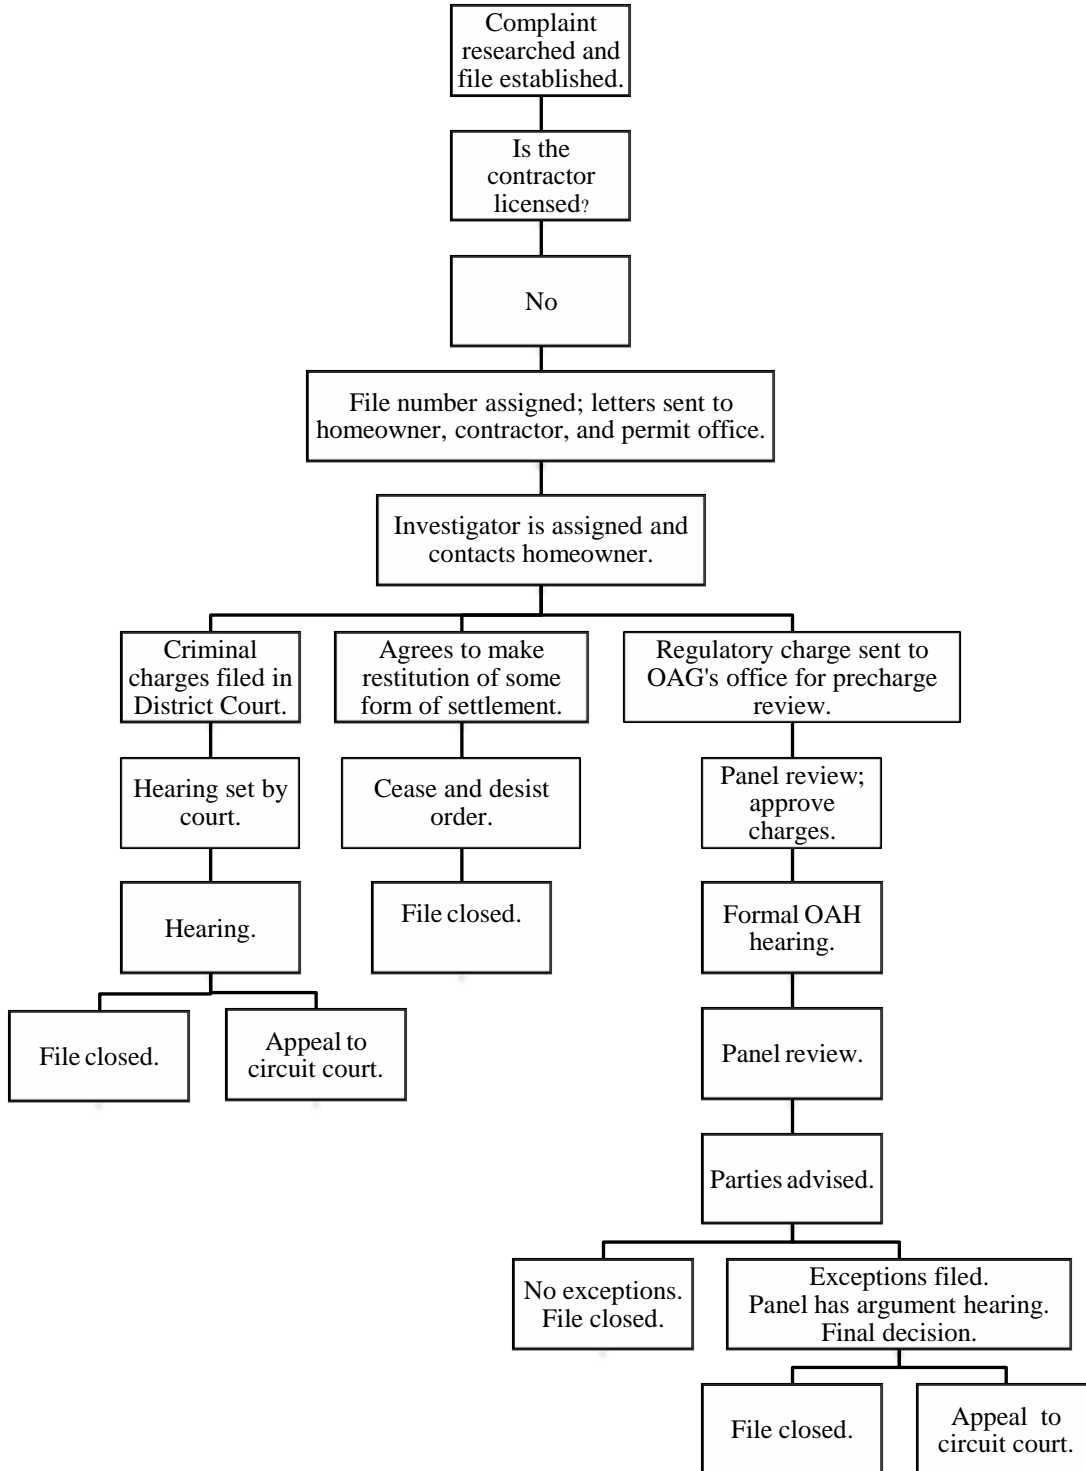 Complaint
researched and
file established.
Is the
contractor
licensed?
No
File number assigned; letters sent to
homeowner, contractor, and permit office.
Investigator is assigned and
contacts homeowner.
Criminal
charges filed in
District Court.
Agrees to make
restitution of some
form of settlement.
Regulatory charge sent to
OAG's office for precharge
review.
Hearing set by
court.
Cease and desist
order.
Panel review;
approve
charges.
Hearing.
File closed.
Formal OAH
hearing.
File closed.
Appeal to
circuit court.
Panel review.
Parties advised.
No exceptions.
File closed.
Exceptions filed.
Panel has argument hearing.
Final decision.
File closed.
Appeal to
circuit court.